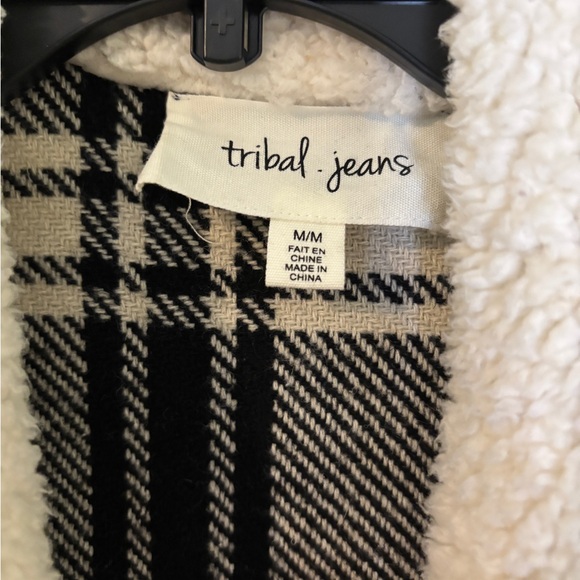 tribal.jeans
M/M
FAIT EN
CHINE
MADE IN
CHINA